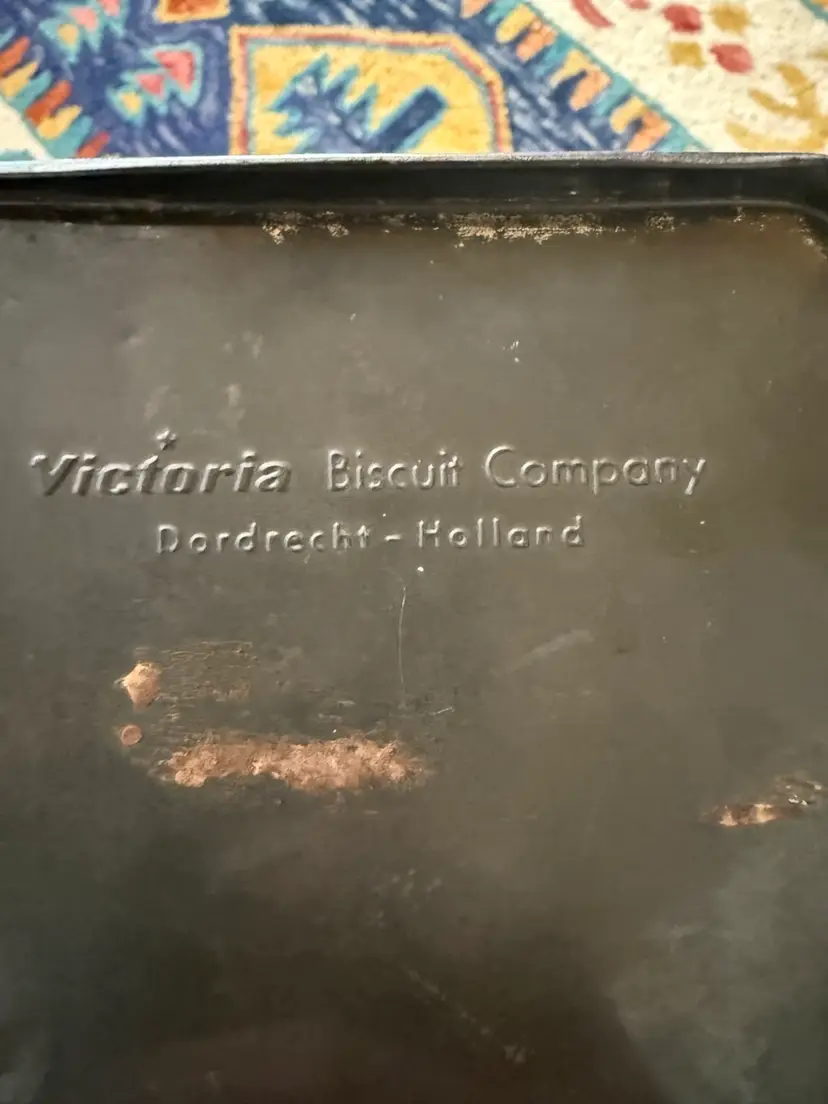 Victoria Biscuit Company
Dordrecht - Holland